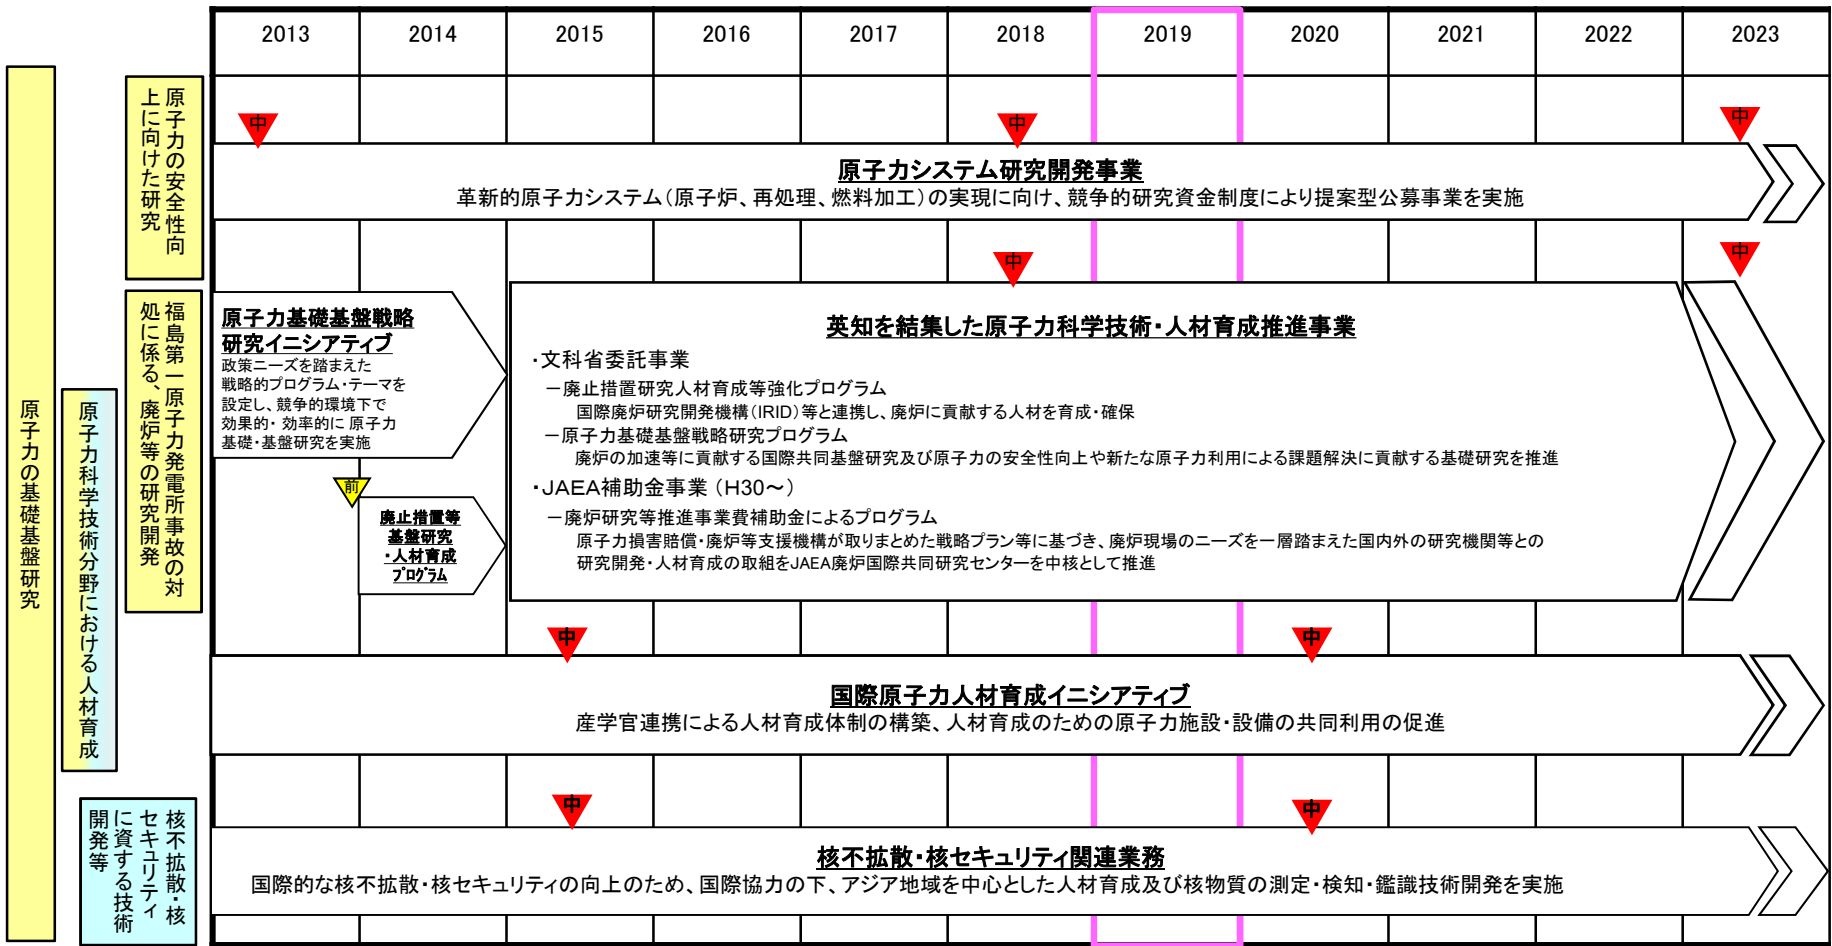 2013 2014 2015 2016 2017 2018 2019 2020 2021 2022 2023
原子力の基礎基盤研究
原子力の安全性向
上に向けた研究
中 中 中
原子力システム研究開発事業
革新的原子力システム（原子炉、再処理、燃料加工）の実現に向け、競争的研究資金制度により提案型公募事業を実施
福島第一原子力発電所事故の対
処に係る、廃炉等の研究開発
原子力科学技術分野における人材育成
中 中
原子力基礎基盤戦略
研究イニシアティブ
政策ニーズを踏まえた
戦略的プログラム・テーマを
設定し、競争的環境下で
効果的・ 効率的に 原子力
基礎・基盤研究を実施
前
廃止措置等
基盤研究
・人材育成
プログラム
英知を結集した原子力科学技術・人材育成推進事業
・文科省委託事業
－廃止措置研究人材育成等強化プログラム
国際廃炉研究開発機構（IRID）等と連携し、廃炉に貢献する人材を育成・確保
－原子力基礎基盤戦略研究プログラム
廃炉の加速等に貢献する国際共同基盤研究及び原子力の安全性向上や新たな原子力利用による課題解決に貢献する基礎研究を推進
・JAEA補助金事業（H30～）
－廃炉研究等推進事業費補助金によるプログラム
原子力損害賠償・廃炉等支援機構が取りまとめた戦略プラン等に基づき、廃炉現場のニーズを一層踏まえた国内外の研究機関等との
研究開発・人材育成の取組をJAEA廃炉国際共同研究センターを中核として推進
中 中
国際原子力人材育成イニシアティブ
産学官連携による人材育成体制の構築、人材育成のための原子力施設・設備の共同利用の促進
核不拡散・核
セキュリティ
に資する技術
開発等
中 中
核不拡散・核セキュリティ関連業務
国際的な核不拡散・核セキュリティの向上のため、国際協力の下、アジア地域を中心とした人材育成及び核物質の測定・検知・鑑識技術開発を実施